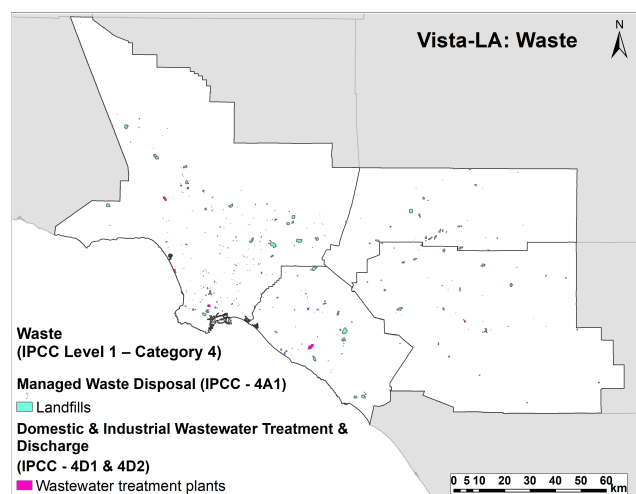 Vista-LA: Waste
N
Waste
(IPCC Level 1 – Category 4)
Managed Waste Disposal (IPCC - 4A1)
Landfills
Domestic & Industrial Wastewater Treatment &
Discharge
(IPCC - 4D1 & 4D2)
Wastewater treatment plants
0 5 10 20 30 40 50 60
km